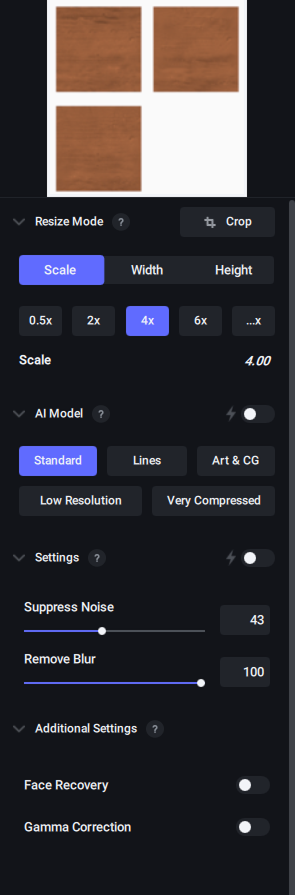 Resize Mode ? Crop
Scale Width Height
0.5x 2x 4x 6x ...x
Scale 4.00
AI Model ?
Standard Lines Art & CG
Low Resolution Very Compressed
Settings ?
Suppress Noise 43
Remove Blur 100
Additional Settings ?
Face Recovery
Gamma Correction